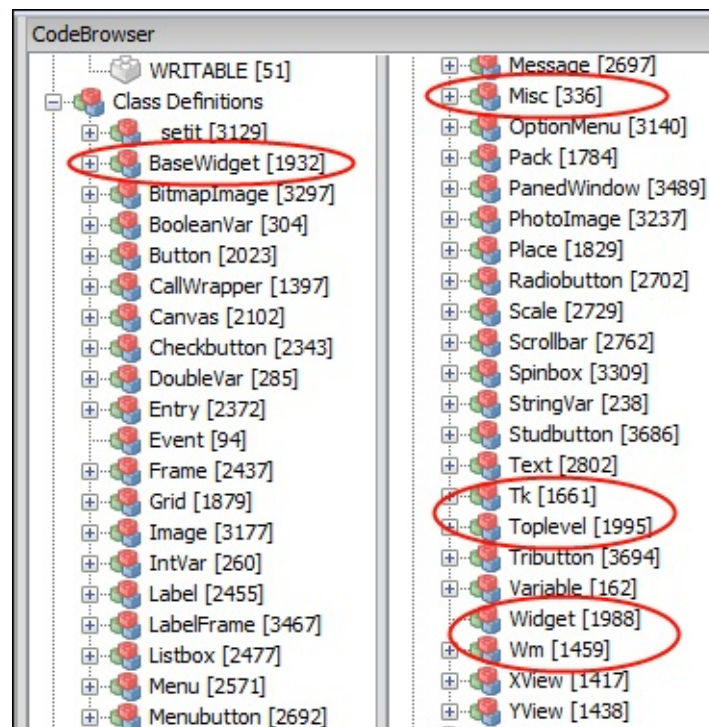 CodeBrowser
WRITABLE [51]
Class Definitions
_setit [3129]
BaseWidget [1932]
BitmapImage [3297]
BooleanVar [304]
Button [2023]
CallWrapper [1397]
Canvas [2102]
Checkbutton [2343]
DoubleVar [285]
Entry [2372]
Event [94]
Frame [2437]
Grid [1879]
Image [3177]
IntVar [260]
Label [2455]
LabelFrame [3467]
Listbox [2477]
Menu [2571]
Menubutton [2692]
Message [2697]
Misc [336]
OptionMenu [3140]
Pack [1784]
PanedWindow [3489]
PhotoImage [3237]
Place [1829]
Radiobutton [2702]
Scale [2729]
Scrollbar [2762]
Spinbox [3309]
StringVar [238]
Studbutton [3686]
Text [2802]
Tk [1661]
Toplevel [1995]
Tributton [3694]
Variable [162]
Widget [1988]
Wm [1459]
XView [1417]
YView [1438]